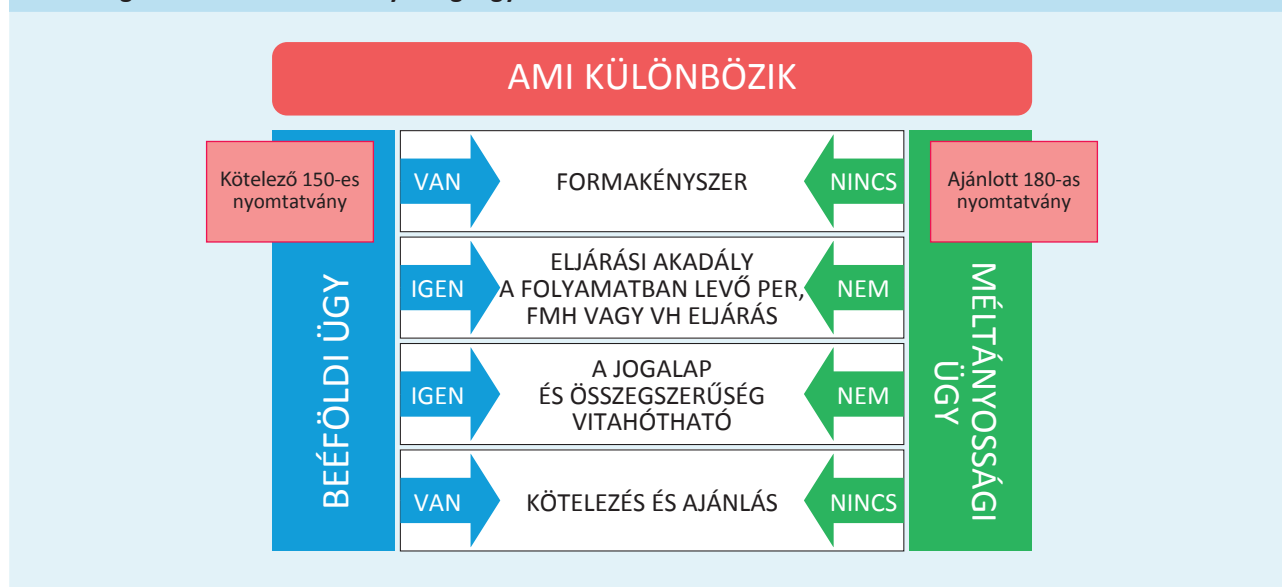 AMI KÜLÖNBÖZIK
Kötelező 150-es
nyomtatvány
VAN
FORMAKÉNYSZER
NINCS
Ajánlott 180-as
nyomtatvány
BEÉFÖLDI ÜGY
IGEN
ELJÁRÁSI AKADÁLY
A FOLYAMATBAN LEVŐ PER,
FMH VAGY VH ELJÁRÁS
NEM
MÉLTÁNYOSSÁGI
ÜGY
IGEN
A JOGALAP
ÉS ÖSSZEGSZERŰSÉG
VITAHÓTHATÓ
NEM
VAN
KÖTELEZÉS ÉS AJÁNLÁS
NINCS